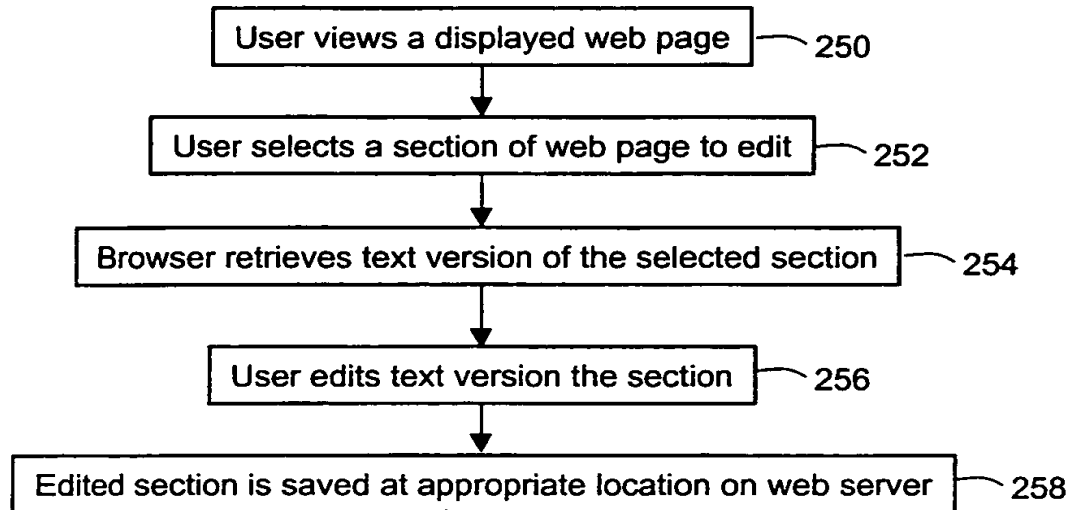 User views a displayed web page 250
User selects a section of web page to edit 252
Browser retrieves text version of the selected section 254
User edits text version the section 256
Edited section is saved at appropriate location on web server 258